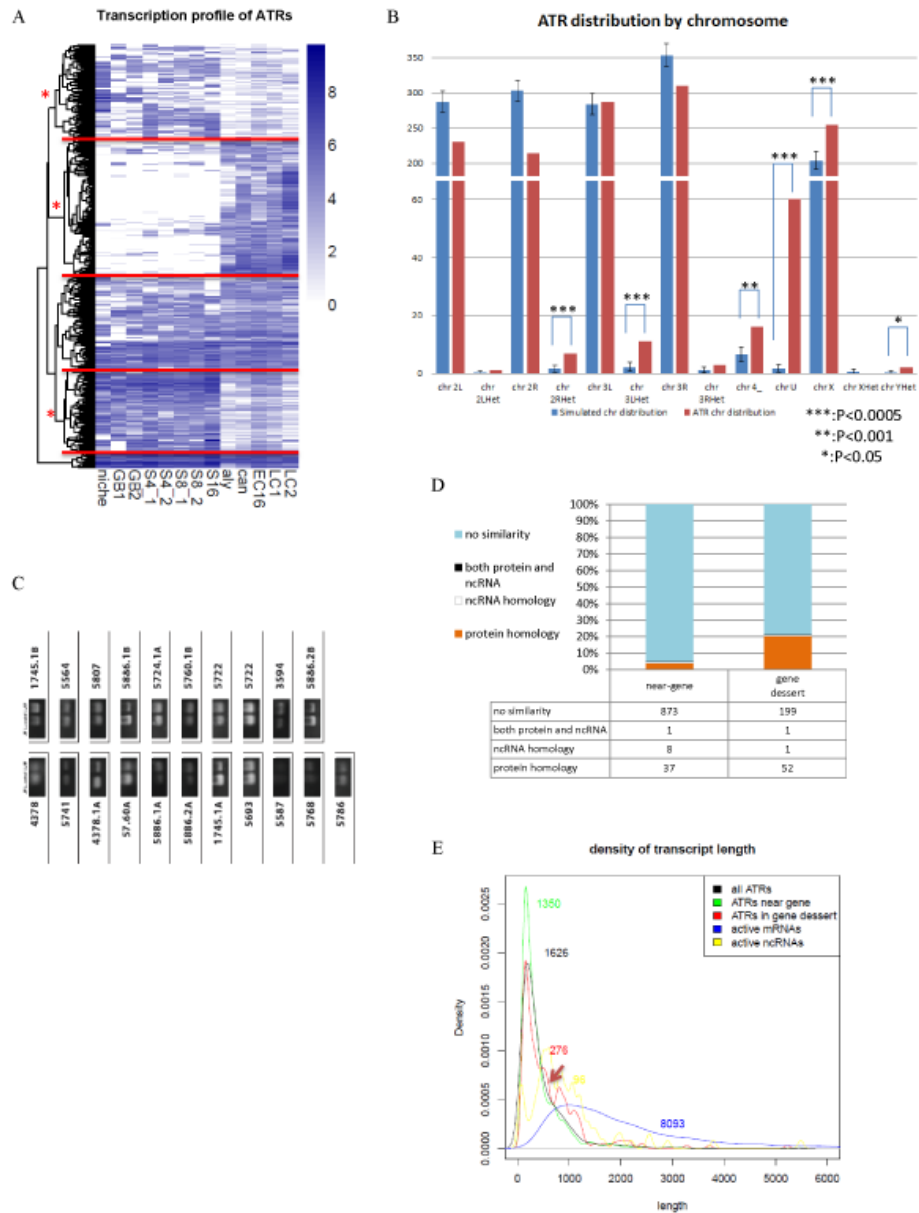 A
Transcription profile of ATRs
*
*
*
8
6
4
2
0
niche
GB1
GB2
S4_1
S4_2
S8_1
S8_2
S16
aly
can
EC16
LC1
LC2
B
ATR distribution by chromosome
350
300
250
200
60
40
20
0
***
***
**
***
***
*
chr 2L
chr 2LHet
chr 2R
chr 2RHet
chr 3L
chr 3LHet
chr 3R
chr 3RHet
chr 4_
chr U
chr X
chr XHet
chr YHet
Simulated chr distribution
ATR chr distribution
***:P<0.0005
**:P<0.001
*:P<0.05
C
1745.1B
5564
5807
5886.1B
5724.1A
5760.1B
5722
5722
3594
5886.2B
4378
5741
4378.1A
57.60A
5886.1A
5886.2A
1745.1A
5693
5587
5768
5786
D
no similarity
both protein and ncRNA
ncRNA homology
protein homology
100%
90%
80%
70%
60%
50%
40%
30%
20%
10%
0%
near-gene
gene dessert
no similarity 873 199
both protein and ncRNA 1 1
ncRNA homology 8 1
protein homology 37 52
E
density of transcript length
0.0025
0.0020
0.0015
0.0010
0.0005
0.0000
Density
1350
1626
276
8093
all ATRs
ATRs near gene
ATRs in gene dessert
active mRNAs
active ncRNAs
0
1000
2000
3000
4000
5000
6000
length